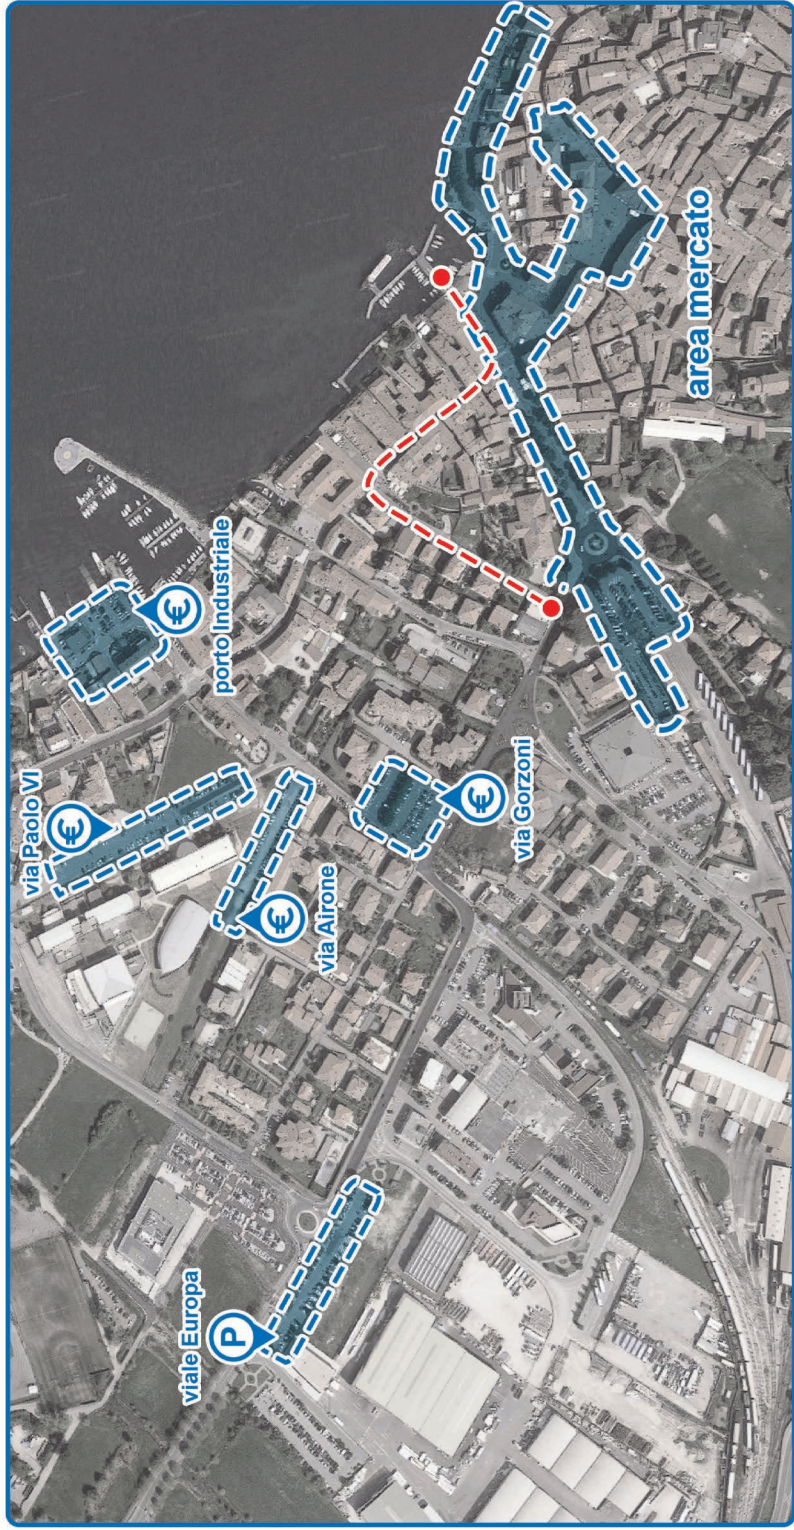 viale Europa
P
via Paolo VI
€
via Airone
€
porto Industriale
€
via Gorzoni
€
area mercato